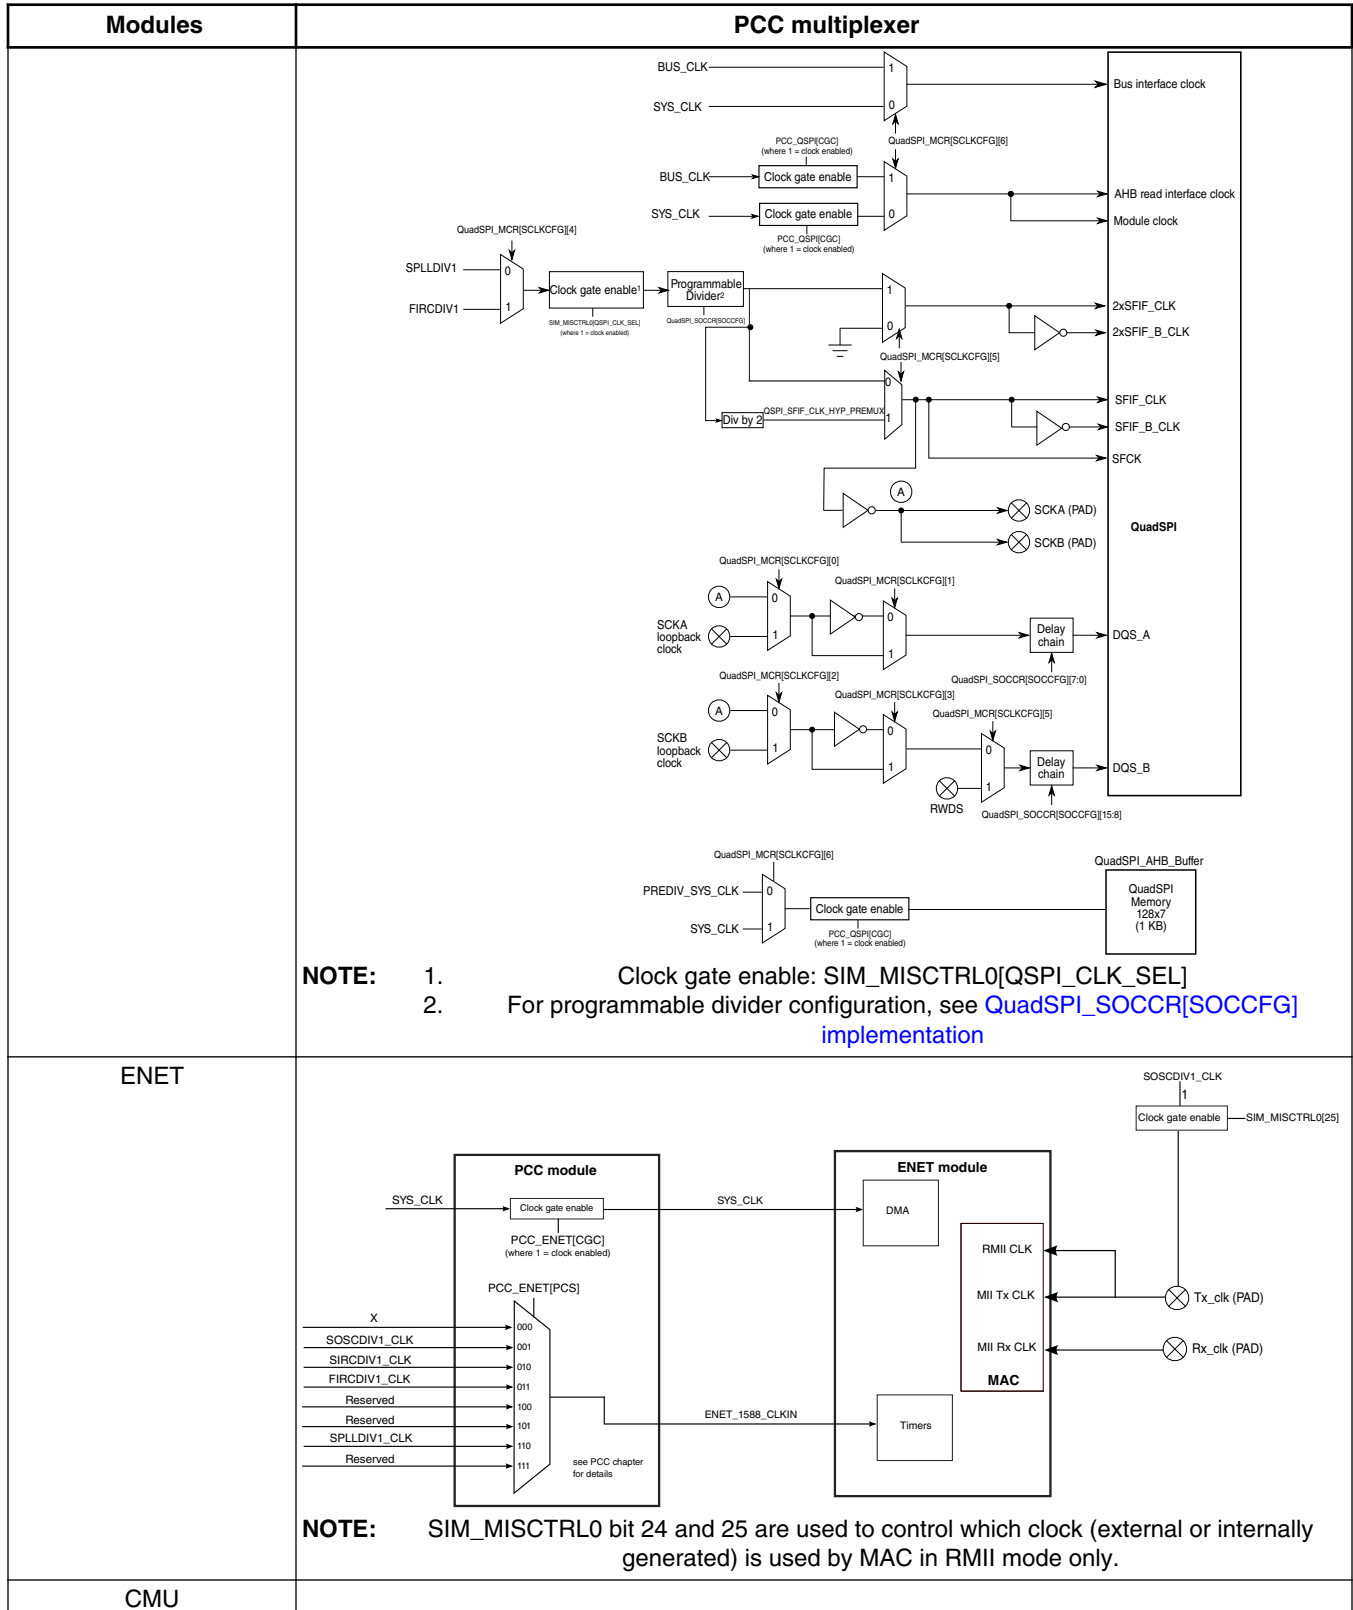 Modules
PCC multiplexer
BUS_CLK
1
Bus interface clock
SYS_CLK
0
PCC_QSPI[CGC]
(where 1 = clock enabled)
QuadSPI_MCR[SCLKCFG][6]
BUS_CLK
Clock gate enable
1
AHB read interface clock
SYS_CLK
Clock gate enable
0
Module clock
PCC_QSPI[CGC]
(where 1 = clock enabled)
QuadSPI_MCR[SCLKCFG][4]
SPLLDIV1
0
Clock gate enable1
Programmable
Divider2
1
2xSFIF_CLK
FIRCDIV1
1
SIM_MISCTRL0[QSPI_CLK_SEL]
(where 1 = clock enabled)
QuadSPI_SOCCR[SOCCFG]
0
2xSFIF_B_CLK
QuadSPI_MCR[SCLKCFG][5]
0
SFIF_CLK
Div by 2
QSPI_SFIF_CLK_HYP_PREMUX
1
SFIF_B_CLK
SFCK
A
SCKA (PAD)
QuadSPI
SCKB (PAD)
QuadSPI_MCR[SCLKCFG][0]
QuadSPI_MCR[SCLKCFG][1]
A
0
0
SCKA
loopback
clock
1
1
Delay
chain
DQS_A
QuadSPI_SOCCR[SOCCFG][7:0]
QuadSPI_MCR[SCLKCFG][2]
QuadSPI_MCR[SCLKCFG][3]
QuadSPI_MCR[SCLKCFG][5]
A
0
0
0
SCKB
loopback
clock
1
1
Delay
chain
DQS_B
1
RWDS
QuadSPI_SOCCR[SOCCFG][15:8]
QuadSPI_MCR[SCLKCFG][6]
QuadSPI_AHB_Buffer
PREDIV_SYS_CLK
0
Clock gate enable
QuadSPI
Memory
128x7
(1 KB)
SYS_CLK
1
PCC_QSPI[CGC]
(where 1 = clock enabled)
NOTE: 1. Clock gate enable: SIM_MISCTRL0[QSPI_CLK_SEL]
2. For programmable divider configuration, see QuadSPI_SOCCR[SOCCFG]
implementation
ENET
SOSCDIV1_CLK
1
Clock gate enable
SIM_MISCTRL0[25]
PCC module
ENET module
SYS_CLK
Clock gate enable
SYS_CLK
DMA
PCC_ENET[CGC]
(where 1 = clock enabled)
RMII CLK
PCC_ENET[PCS]
MII Tx CLK
Tx_clk (PAD)
X
000
SOSCDIV1_CLK
001
MII Rx CLK
Rx_clk (PAD)
SIRCDIV1_CLK
010
FIRCDIV1_CLK
011
MAC
Reserved
100
Reserved
101
ENET_1588_CLKIN
Timers
SPLLDIV1_CLK
110
Reserved
111
see PCC chapter
for details
NOTE: SIM_MISCTRL0 bit 24 and 25 are used to control which clock (external or internally
generated) is used by MAC in RMII mode only.
CMU